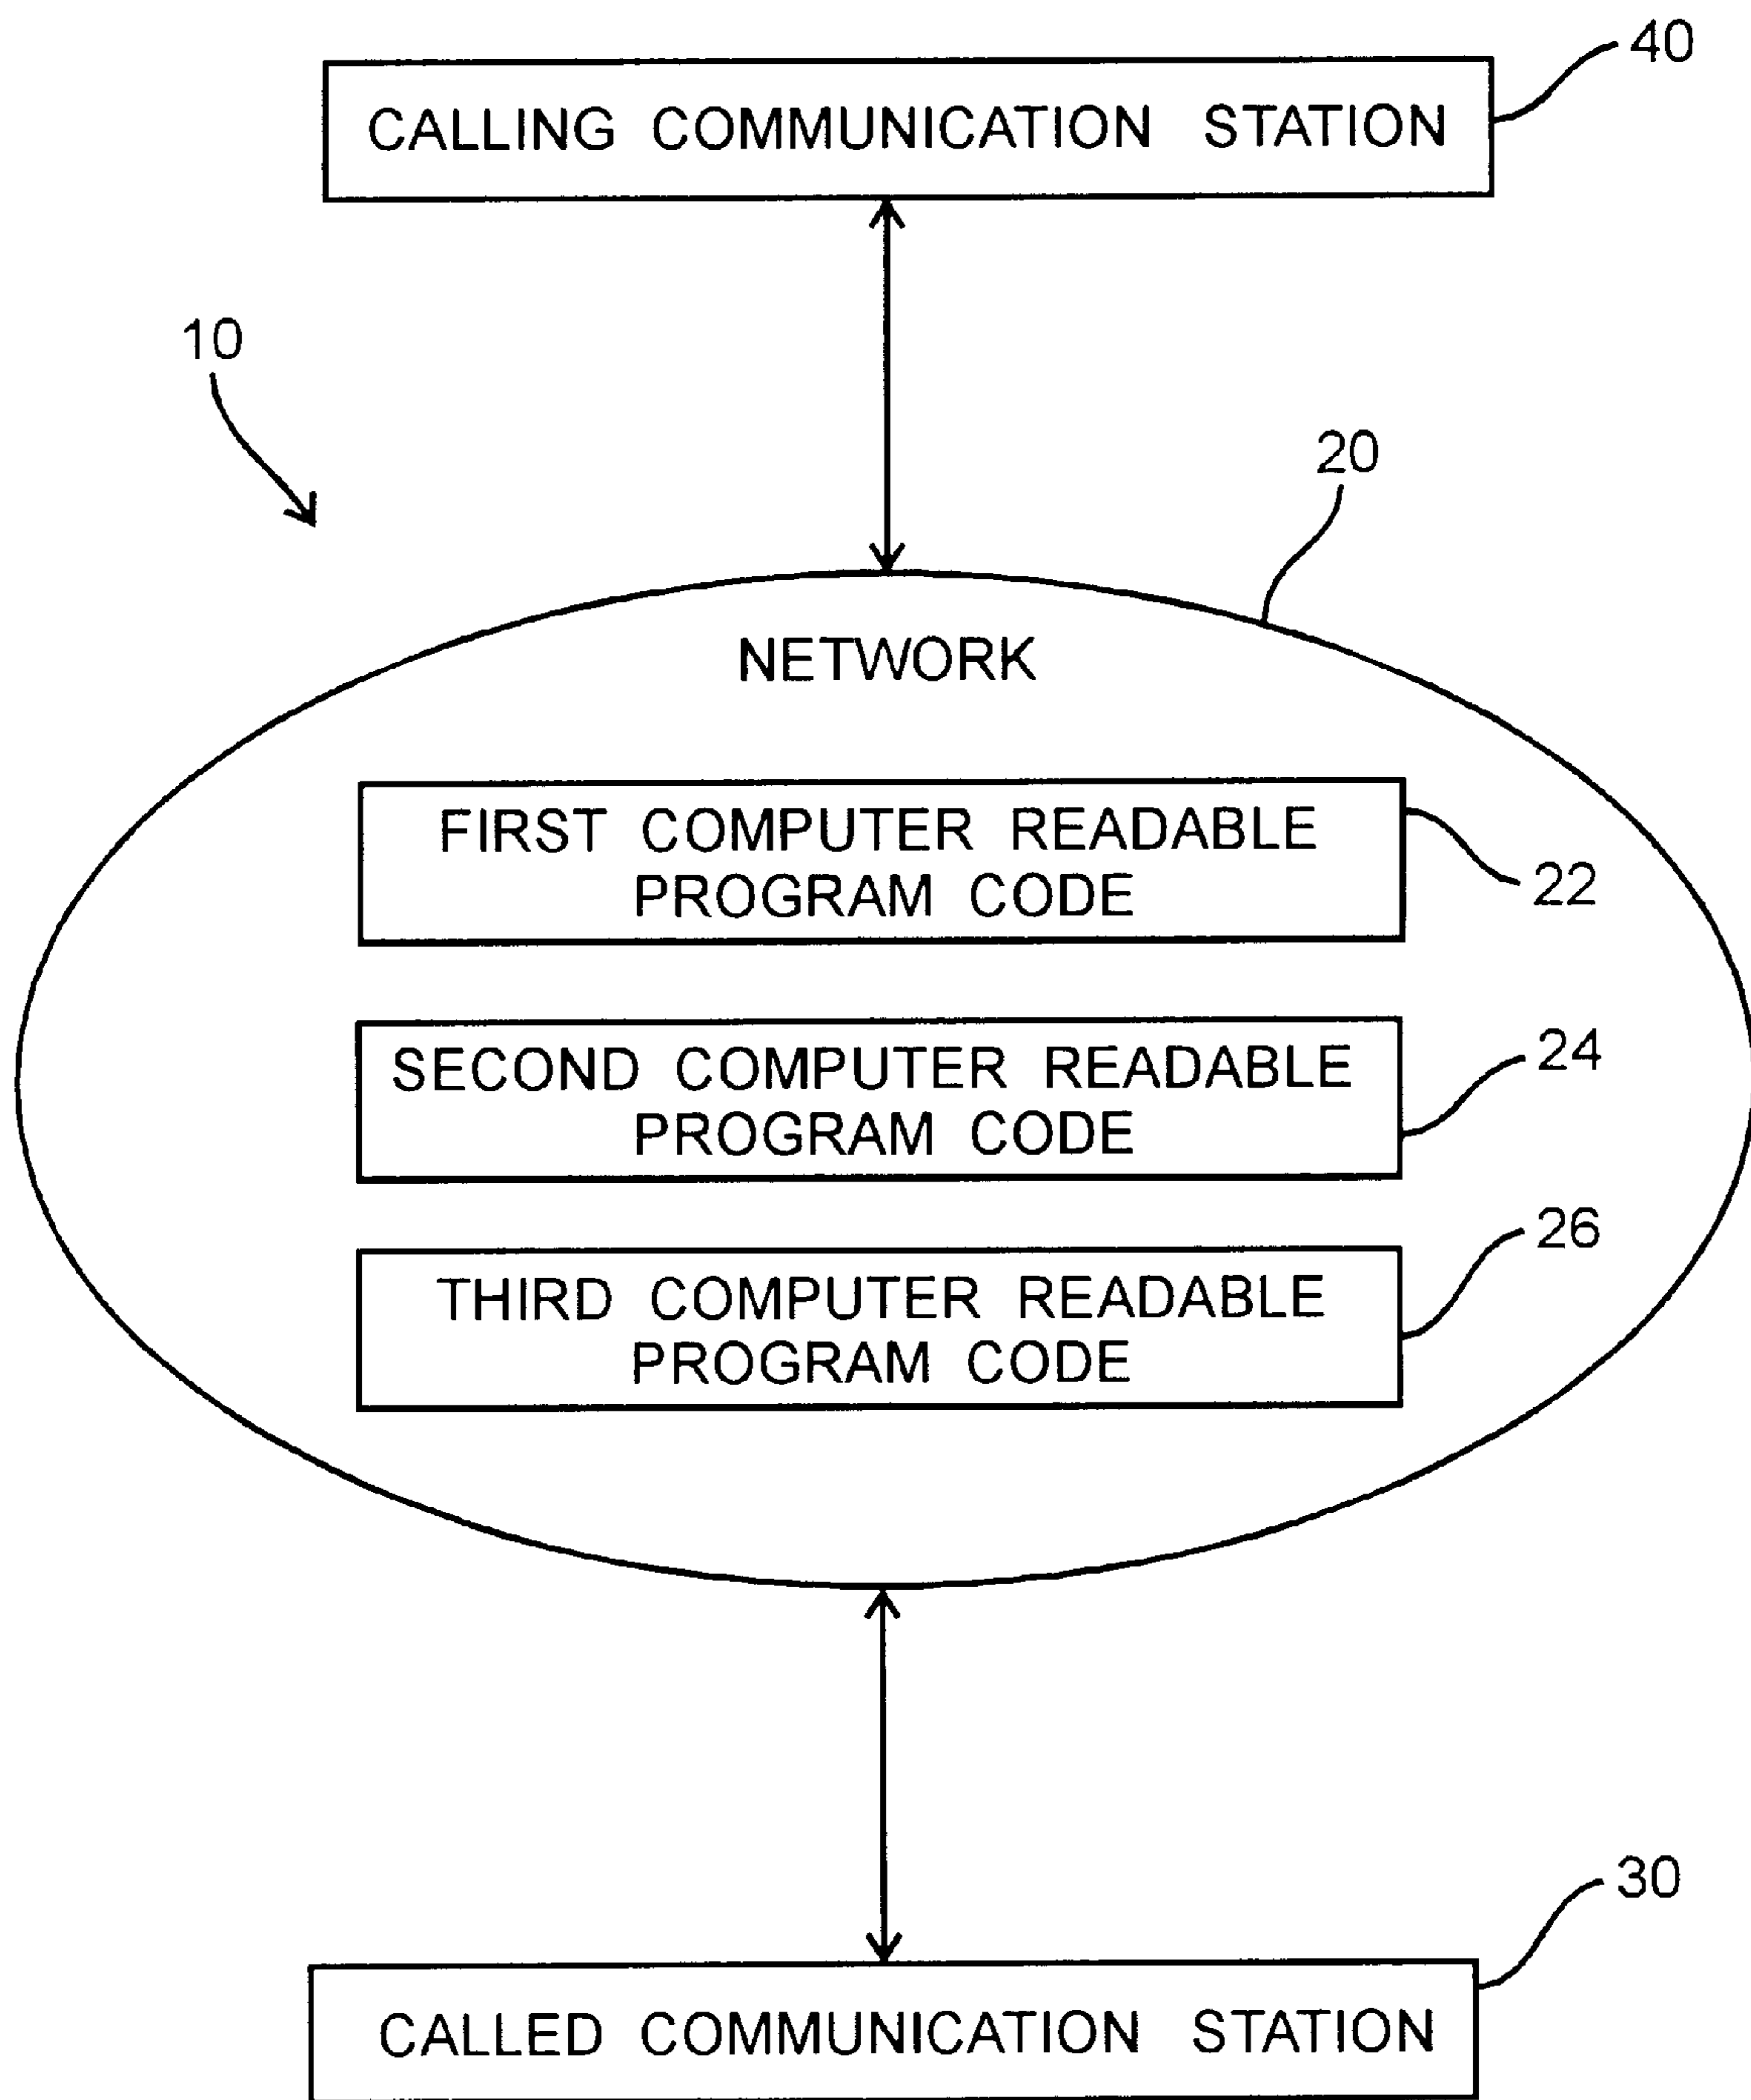 40
CALLING COMMUNICATION STATION
10
20
NETWORK
FIRST COMPUTER READABLE
PROGRAM CODE
22
SECOND COMPUTER READABLE
PROGRAM CODE
24
26
THIRD COMPUTER READABLE
PROGRAM CODE
30
CALLED COMMUNICATION STATION